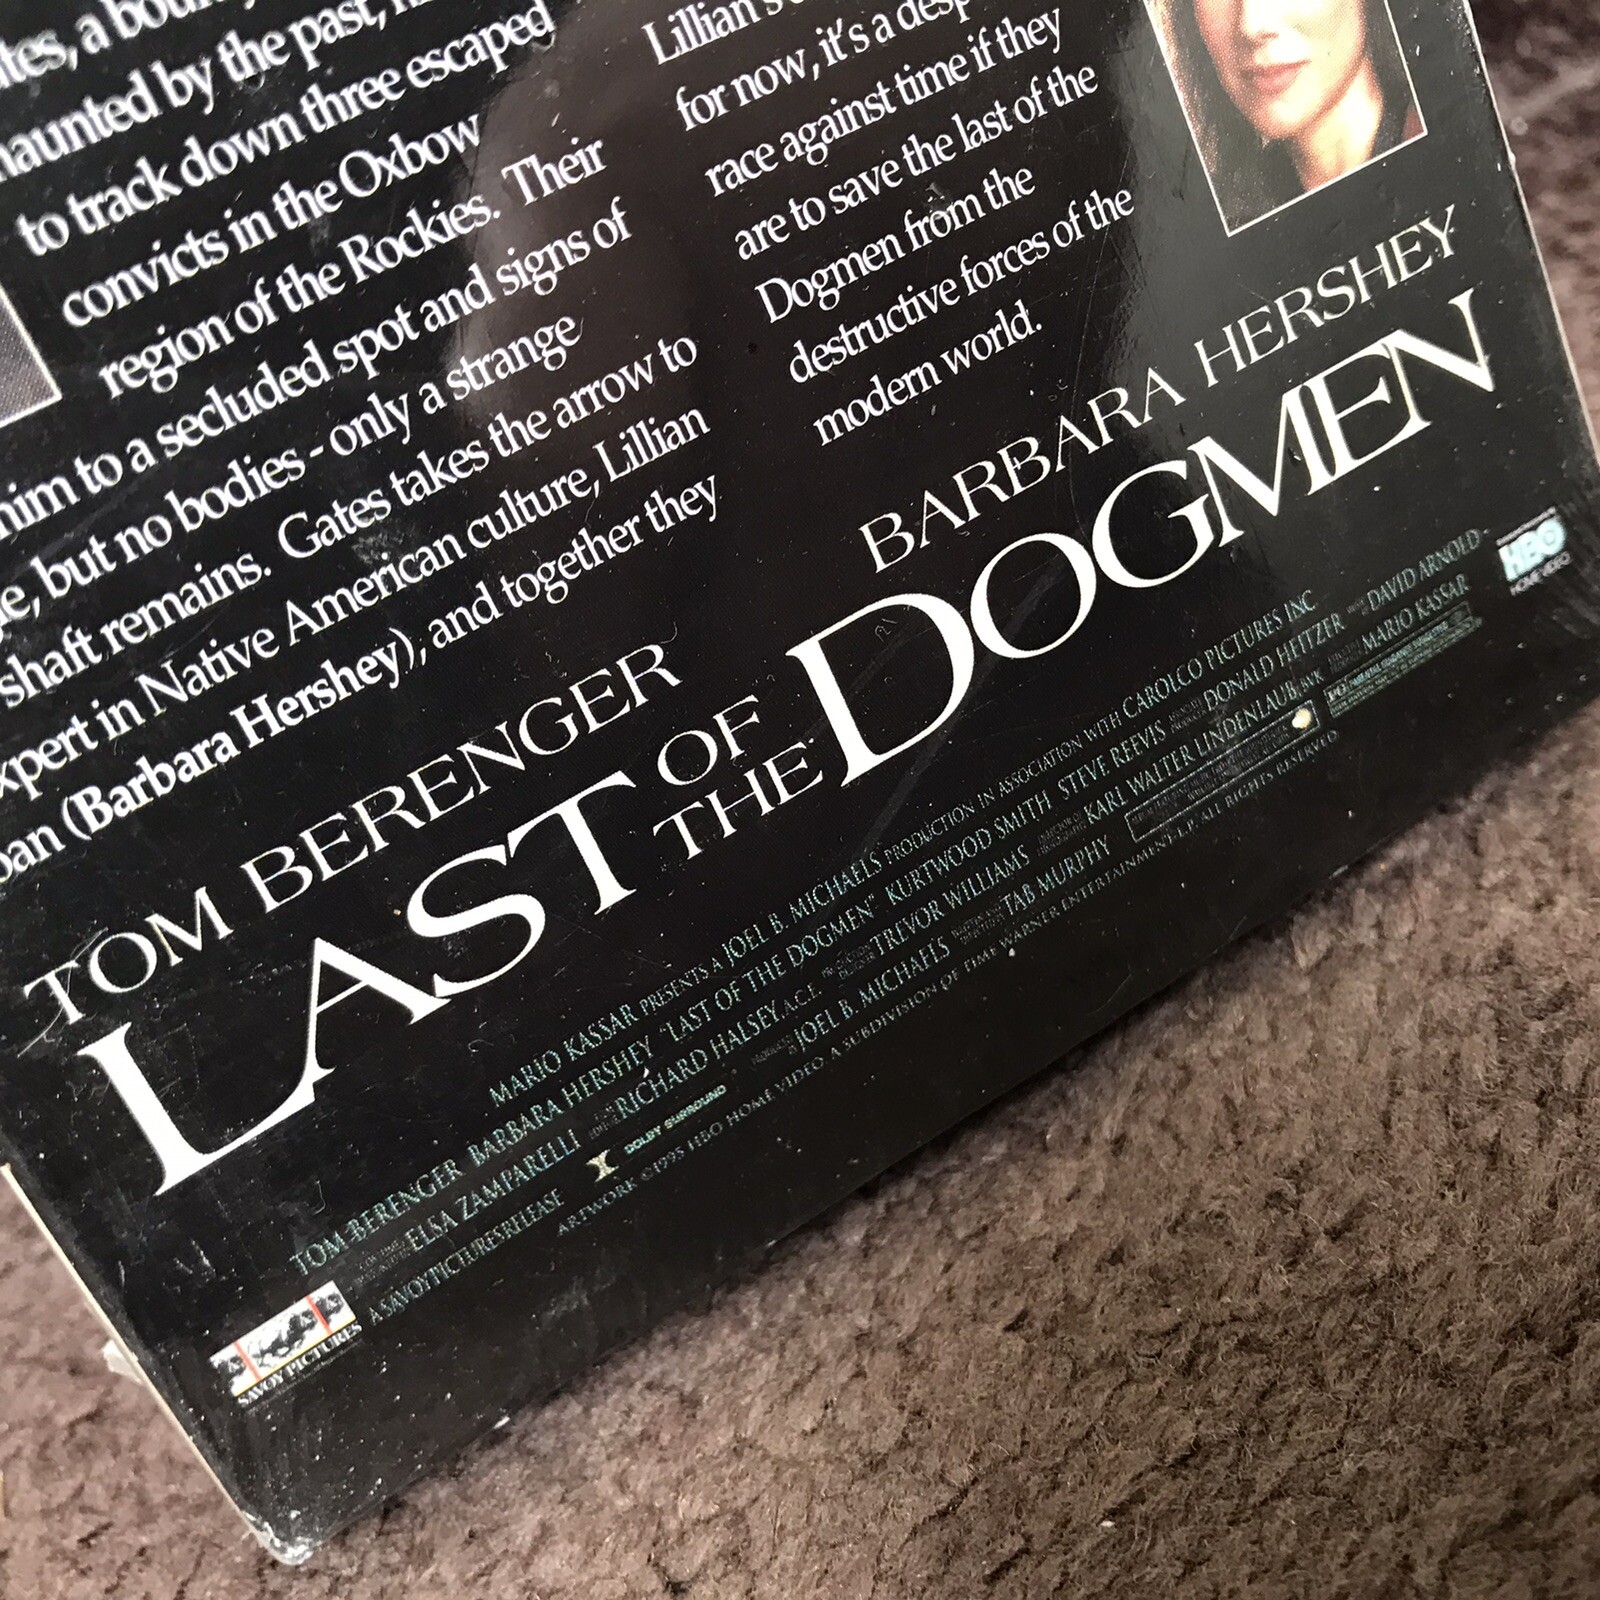 ites, a
haunted by the past,
to track down three escaped
convicts in the Oxbow
region of the Rockies. Their
him to a secluded spot and signs of
but no bodies - only a strange
shaft remains. Gates takes the arrow to
xpert in Native American culture, Lillian
oan (Barbara Hershey), and together they
Lillian's
for now, it's a desp
race against time if they
are to save the last of the
Dogmen from the
destructive forces of the
modern world.
TOM BERENGER BARBARA HERSHEY
LAST OF THE DOGMEN
MARIO KASSAR PRESENTS A JOEL B. MICHAELS PRODUCTION IN ASSOCIATION WITH CAROLCO PICTURES INC.
TOM BERENGER BARBARA HERSHEY "LAST OF THE DOGMEN" KURTWOOD SMITH STEVE REEVIS DONALD HEITZER DAVID ARNOLD
ELSA ZAMPARELLI RICHARD HALSEY, A.C.E. TREVOR WILLIAMS KARL WALTER LINDENLAUB, BVK MARIO KASSAR
A SAVOY PICTURES RELEASE DOLBY SURROUND JOEL B. MICHAELS TAB MURPHY
ARTWORK ©1995 HBO HOME VIDEO, A SUBDIVISION OF TIME WARNER ENTERTAINMENT, L.P. ALL RIGHTS RESERVED
SAVOY PICTURES
HBO
HOME VIDEO